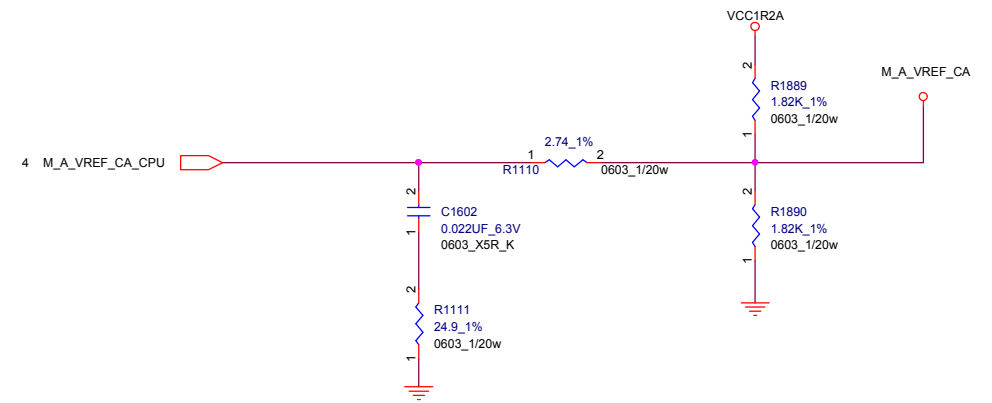 VCC1R2A
M_A_VREF_CA
2
R1889
1.82K_1%
0603_1/20w
1
4 M_A_VREF_CA_CPU
2.74_1%
1 2
R1110 0603_1/20w
2
C1602
0.022UF_6.3V
0603_X5R_K
1
2
R1890
1.82K_1%
0603_1/20w
1
2
R1111
24.9_1%
0603_1/20w
1